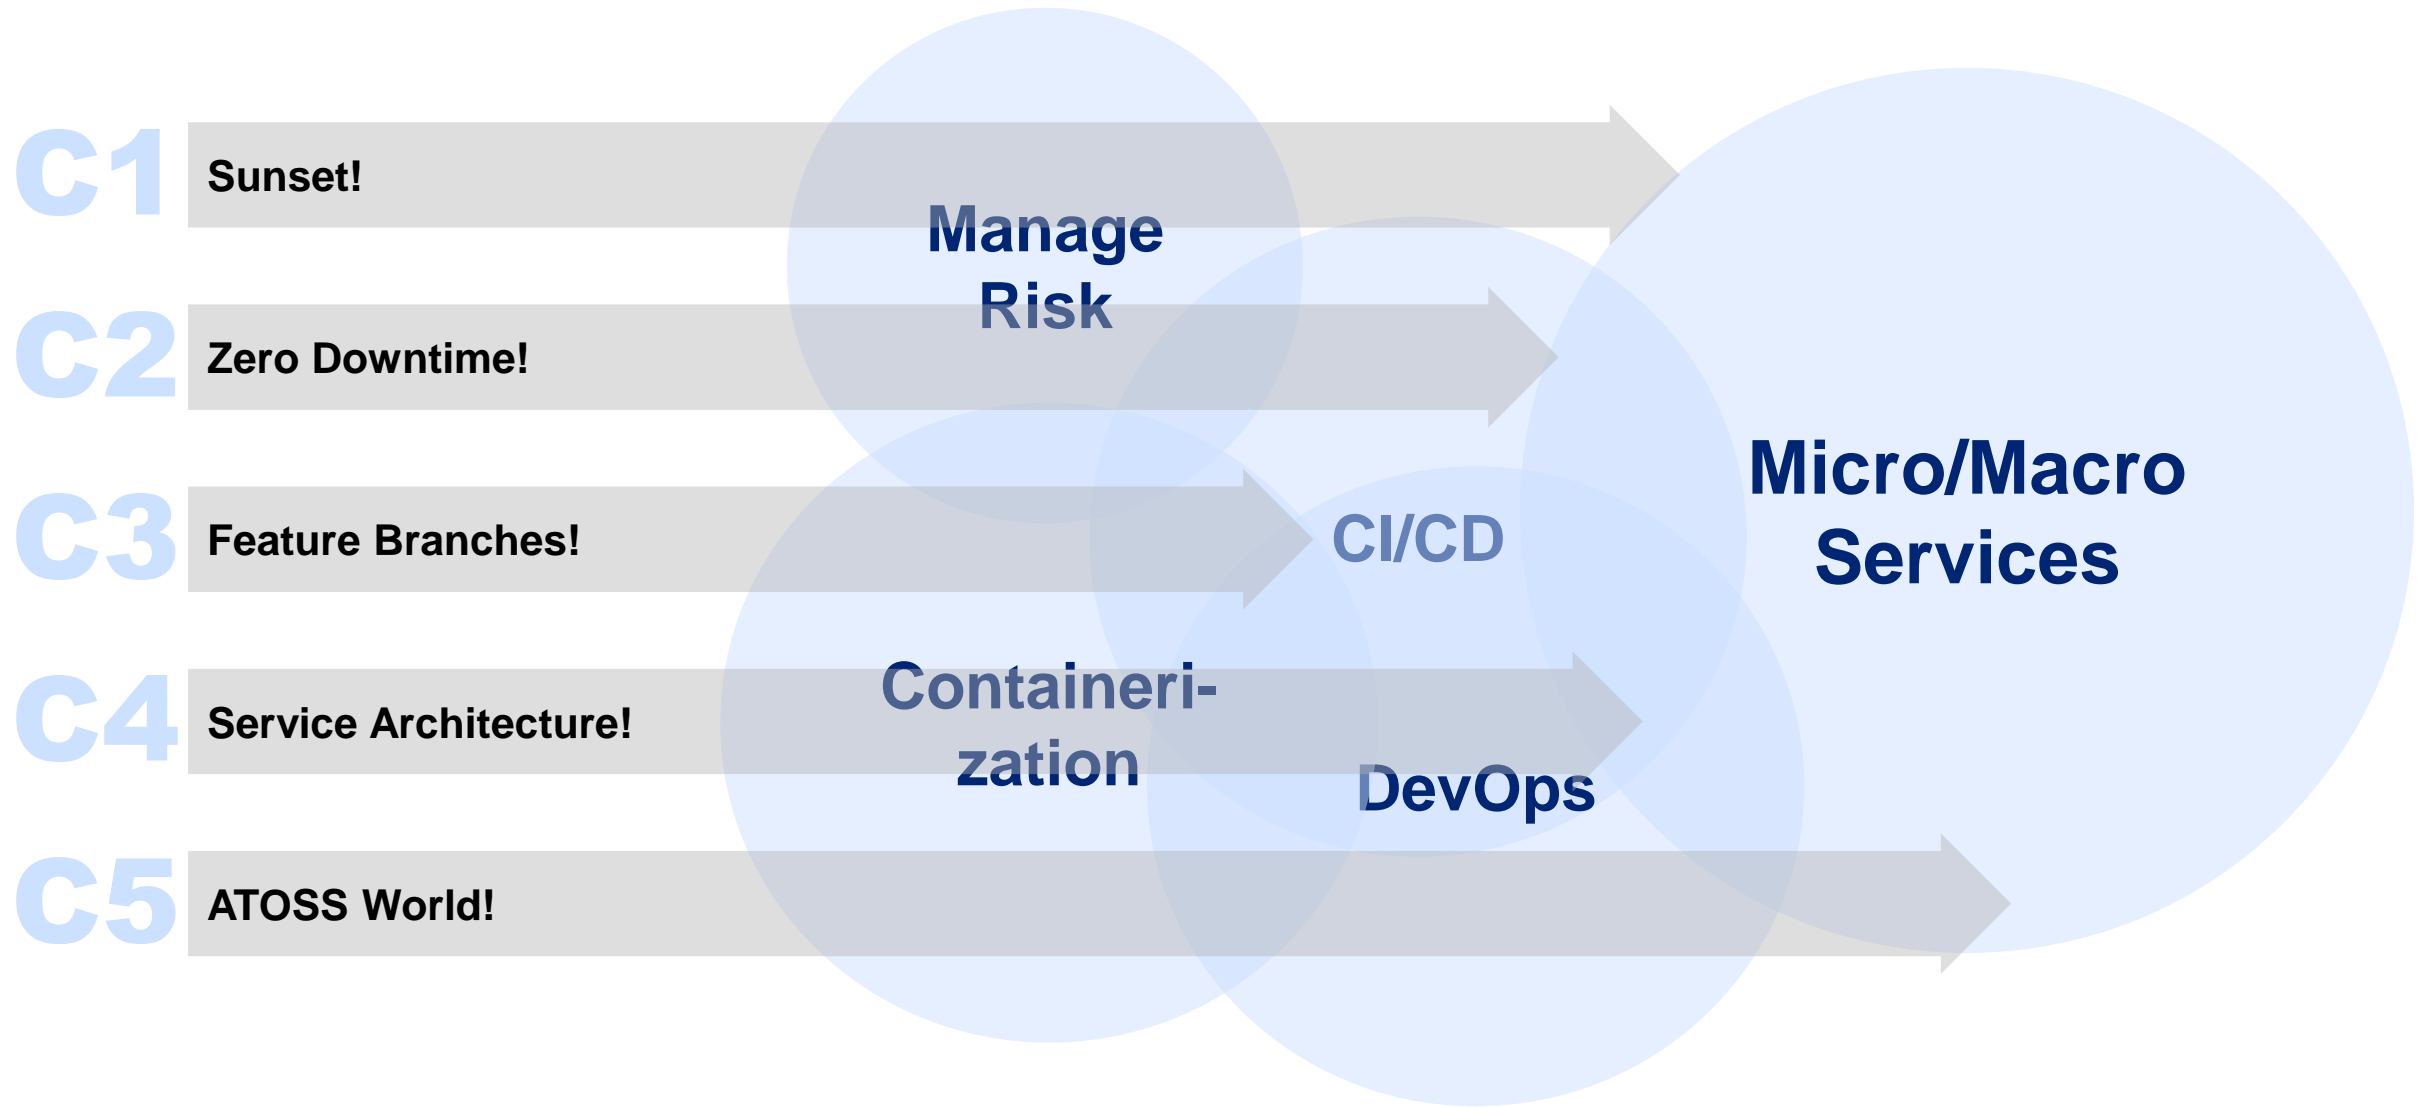 C1
Sunset!
Manage
Risk
C2
Zero Downtime!
Micro/Macro
Services
C3
Feature Branches!
CI/CD
C4
Service Architecture!
Containeri-
zation
DevOps
C5
ATOSS World!